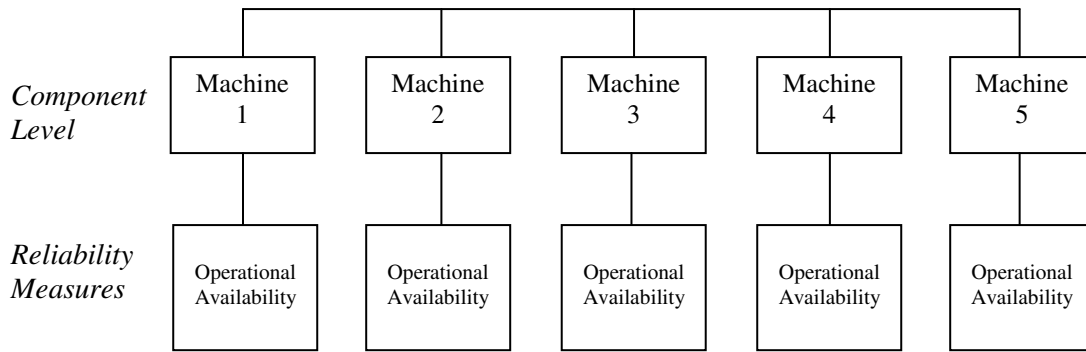 Component
Level
Machine
1
Machine
2
Machine
3
Machine
4
Machine
5
Reliability
Measures
Operational
Availability
Operational
Availability
Operational
Availability
Operational
Availability
Operational
Availability